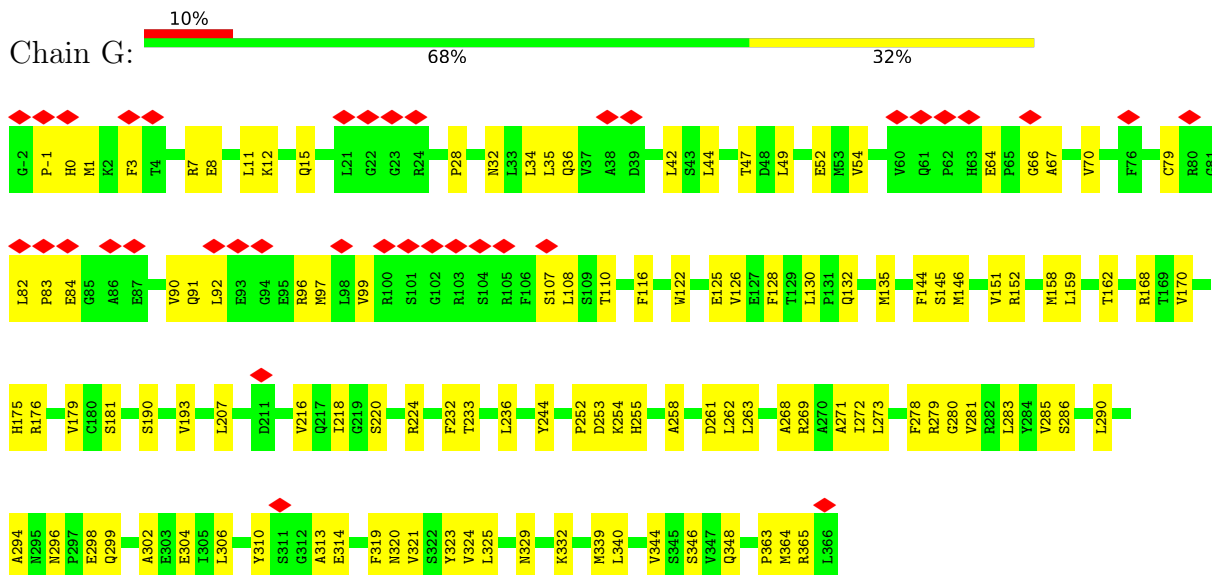 10%
Chain G:
68% 32%
G-2 P-1 H0 M1 K2 F3 T4 R7 E8 L11 K12 Q15 L21 G22 G23 R24 P28 N32 L33 L34 L35 Q36 V37 A38 D39 L42 S43 L44 T47 D48 L49 E52 M53 V54 V60 Q61 P62 H63 E64 P65 G66 A67 V70 F76 C79 R80 G81
L82 P83 E84 G85 A86 E87 V90 Q91 L92 E93 G94 E95 R96 M97 L98 V99 R100 S101 G102 R103 S104 R105 F106 S107 L108 S109 T110 F116 W122 E125 V126 E127 F128 T129 L130 P131 Q132 M135 F144 S145 M146 V151 R152 M158 L159 T162 R168 T169 V170
H175 R176 V179 C180 S181 S190 V193 L207 D211 V216 Q217 I218 G219 S220 R224 F232 T233 L236 Y244 P252 D253 K254 H255 A258 D261 L262 L263 A268 R269 A270 A271 I272 L273 F278 R279 G280 V281 R282 L283 Y284 V285 S286 L290
A294 N295 N296 P297 E298 Q299 A302 E303 E304 I305 L306 Y310 S311 G312 A313 E314 F319 N320 V321 S322 Y323 V324 L325 N329 K332 M339 L340 V344 S345 S346 V347 Q348 P363 M364 R365 L366